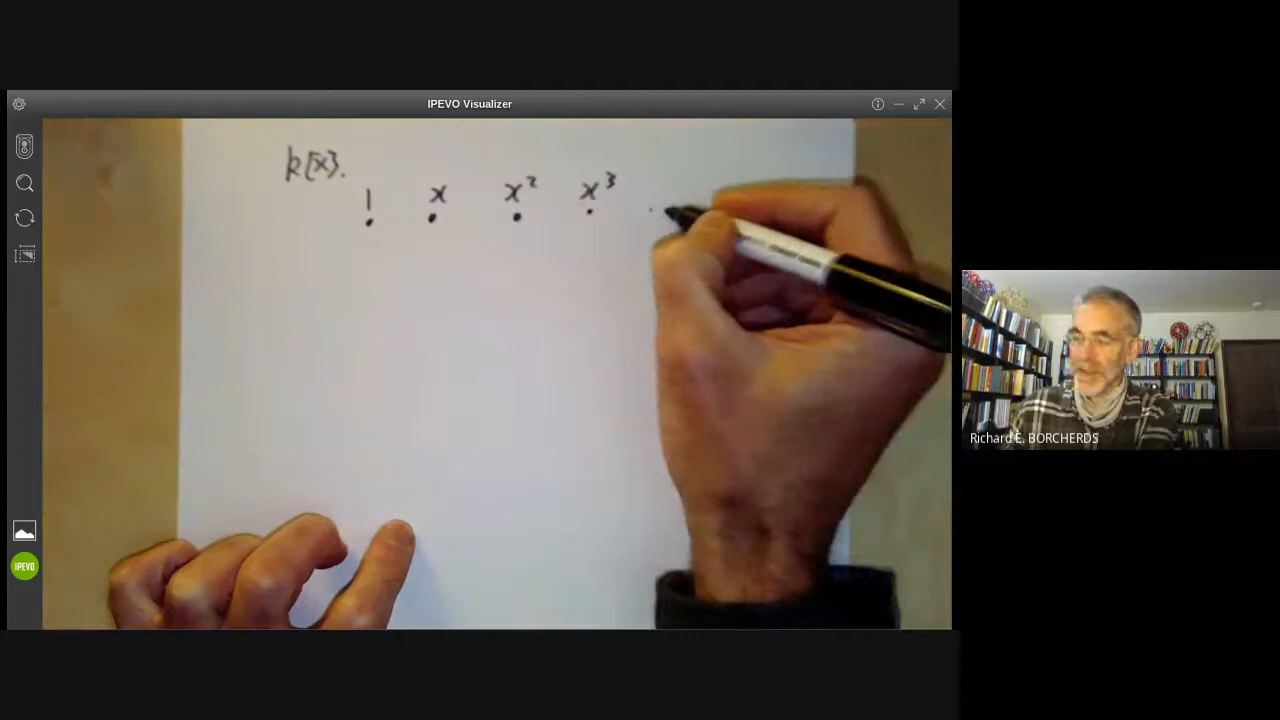 IPEVO Visualizer
k[x].
1 x x² x³
Richard E. BORCHERDS
IPEVO